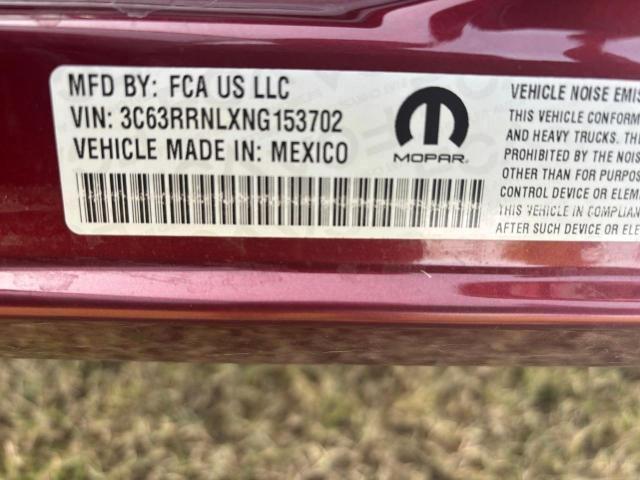 MFD BY: FCA US LLC
VIN: 3C63RRNLXNG153702
VEHICLE MADE IN: MEXICO
MOPAR
VEHICLE NOISE EMIS
THIS VEHICLE CONFORM
AND HEAVY TRUCKS. THE
PROHIBITED BY THE NOIS
OTHER THAN FOR PURPOS
CONTROL DEVICE OR ELEM
THIS VEHICLE IN COMPLIAN
AFTER SUCH DEVICE OR ELE